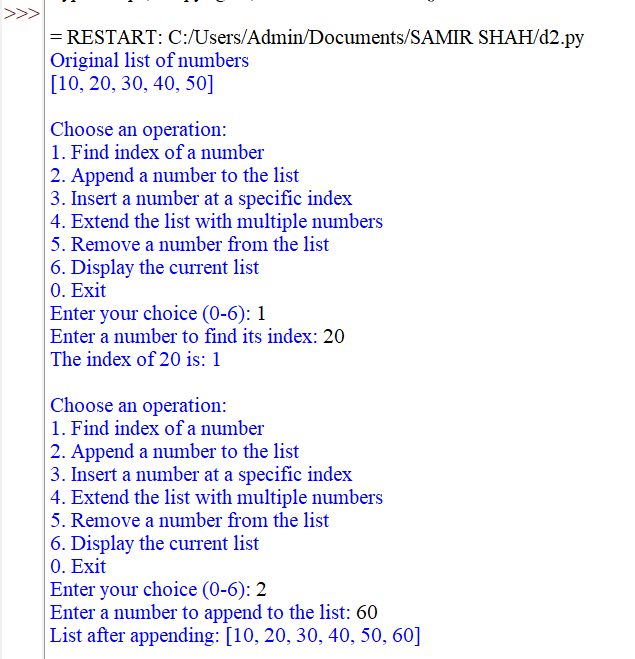 >>>
= RESTART: C:/Users/Admin/Documents/SAMIR SHAH/d2.py
Original list of numbers
[10, 20, 30, 40, 50]
Choose an operation:
1. Find index of a number
2. Append a number to the list
3. Insert a number at a specific index
4. Extend the list with multiple numbers
5. Remove a number from the list
6. Display the current list
0. Exit
Enter your choice (0-6): 1
Enter a number to find its index: 20
The index of 20 is: 1
Choose an operation:
1. Find index of a number
2. Append a number to the list
3. Insert a number at a specific index
4. Extend the list with multiple numbers
5. Remove a number from the list
6. Display the current list
0. Exit
Enter your choice (0-6): 2
Enter a number to append to the list: 60
List after appending: [10, 20, 30, 40, 50, 60]